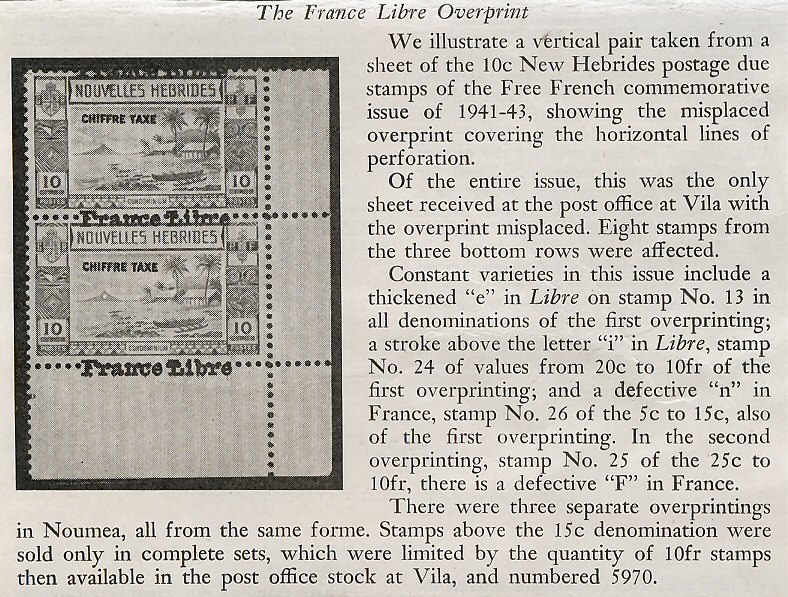 The France Libre Overprint
We illustrate a vertical pair taken from a
sheet of the 10c New Hebrides postage due
stamps of the Free French commemorative
issue of 1941-43, showing the misplaced
overprint covering the horizontal lines of
perforation.
Of the entire issue, this was the only
sheet received at the post office at Vila with
the overprint misplaced. Eight stamps from
the three bottom rows were affected.
Constant varieties in this issue include a
thickened “e” in Libre on stamp No. 13 in
all denominations of the first overprinting;
a stroke above the letter “i” in Libre, stamp
No. 24 of values from 20c to 10fr of the
first overprinting; and a defective “n” in
France, stamp No. 26 of the 5c to 15c, also
of the first overprinting. In the second
overprinting, stamp No. 25 of the 25c to
10fr, there is a defective “F” in France.
There were three separate overprintings
in Noumea, all from the same forme. Stamps above the 15c denomination were
sold only in complete sets, which were limited by the quantity of 10fr stamps
then available in the post office stock at Vila, and numbered 5970.
France Libre
NOUVELLES HEBRIDES
R F
CHIFFRE TAXE
10 10
CONDOMINIUM
France Libre
NOUVELLES HEBRIDES
R F
CHIFFRE TAXE
10 10
CONDOMINIUM
France Libre